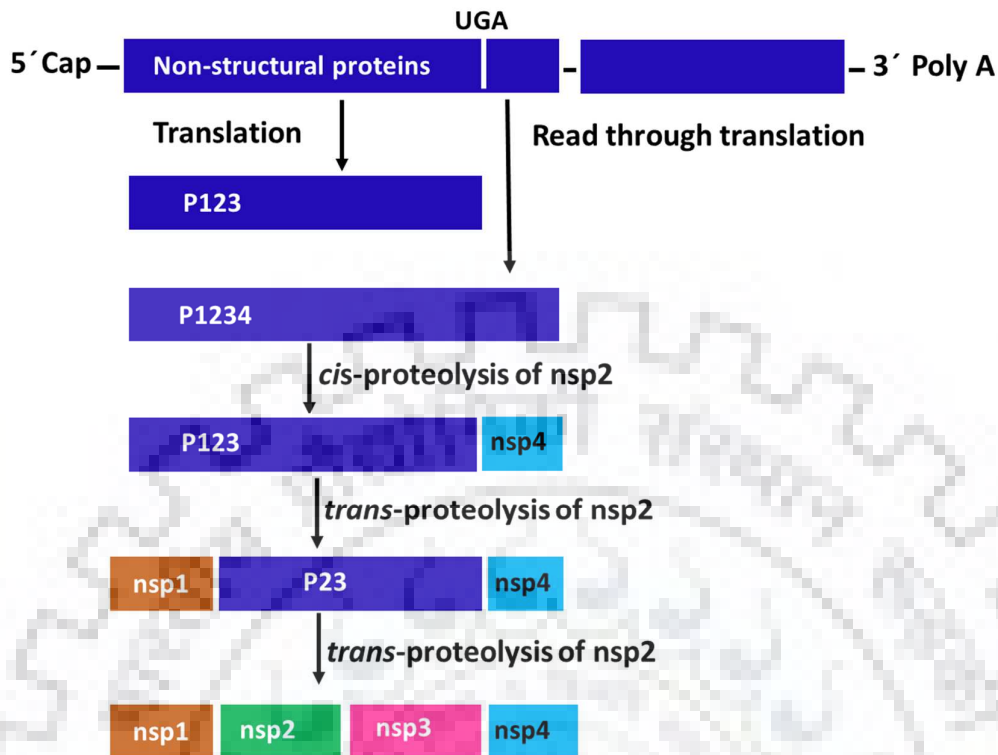 UGA
5´ Cap
Non-structural proteins
3´ Poly A
Translation
Read through translation
P123
P1234
cis-proteolysis of nsp2
P123
nsp4
trans-proteolysis of nsp2
nsp1
P23
nsp4
trans-proteolysis of nsp2
nsp1
nsp2
nsp3
nsp4